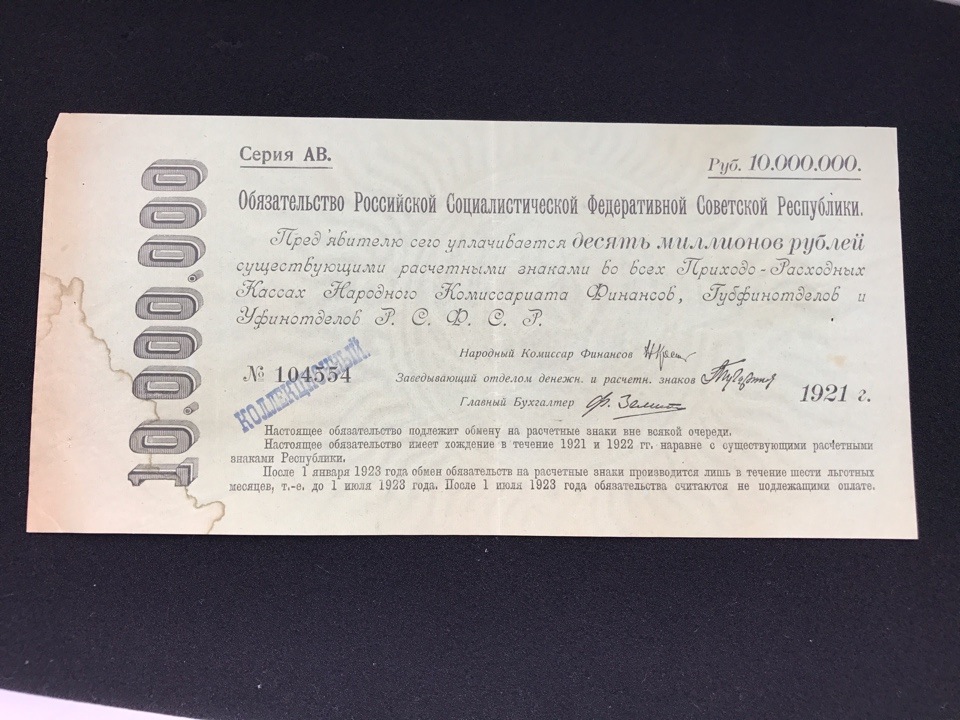 10.000.000
Серия АВ.
Руб. 10.000.000.
Обязательство Российской Социалистической Федеративной Советской Республики.
Пред'явителю сего уплачивается десять миллионов рублей
существующими расчетными знаками во всех Приходо-Расходных
Кассах Народного Комиссариата Финансов, Губфинотделов и
Уфинотделов Р. С. Ф. С. Р.
Народный Комиссар Финансов
№ 104554
КОЛЛЕКЦИОННЫЙ.
Заведывающий отделом денежн. и расчетн. знаков
1921 г.
Главный Бухгалтер
Настоящее обязательство подлежит обмену на расчетные знаки вне всякой очереди.
Настоящее обязательство имеет хождение в течение 1921 и 1922 гг. наравне с существующими расчетными
знаками Республики.
После 1 января 1923 года обмен обязательств на расчетные знаки производится лишь в течение шести льготных
месяцев, т.-е. до 1 июля 1923 года. После 1 июля 1923 года обязательства считаются не подлежащими оплате.